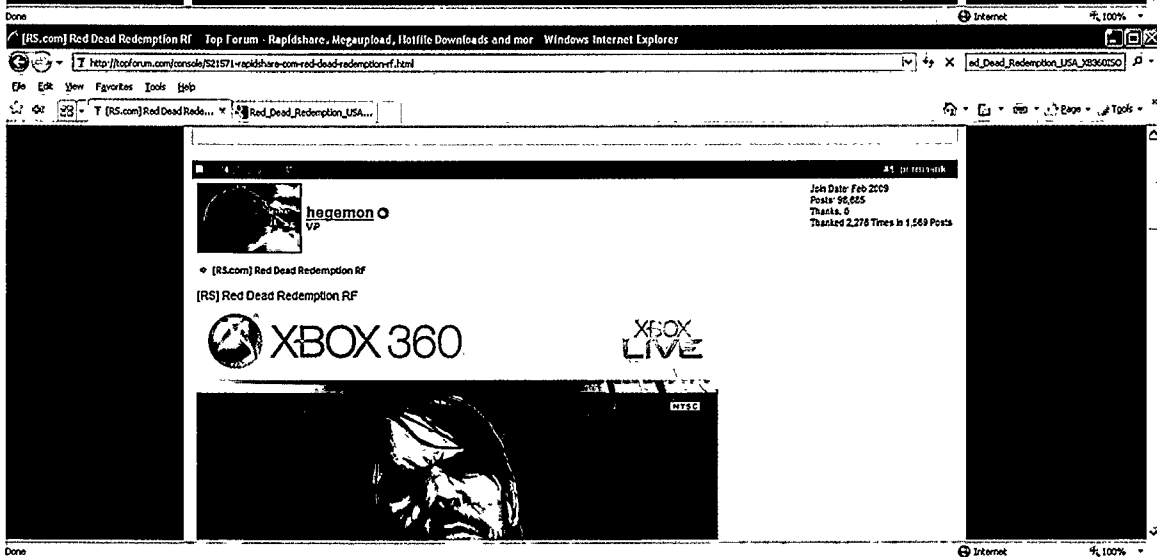 Done
Internet
100%
[RS.com] Red Dead Redemption RF Top Forum - Rapidshare, Megaupload, Hotfile Downloads and mor Windows Internet Explorer
http://topforum.com/console/521571-rapidshare-com-red-dead-redemption-rf.html
ed_Dead_Redemption_USA_XB360ISO
File Edit View Favorites Tools Help
[RS.com] Red Dead Rede...
Red_Dead_Redemption_USA...
Page
Tools
#1 permalink
Join Date: Feb 2009
Posts: 98,685
Thanks: 0
Thanked 2,278 Times in 1,569 Posts
hegemon
VP
[RS.com] Red Dead Redemption RF
[RS] Red Dead Redemption RF
XBOX 360
XBOX
LIVE
NTSC
Done
Internet
100%